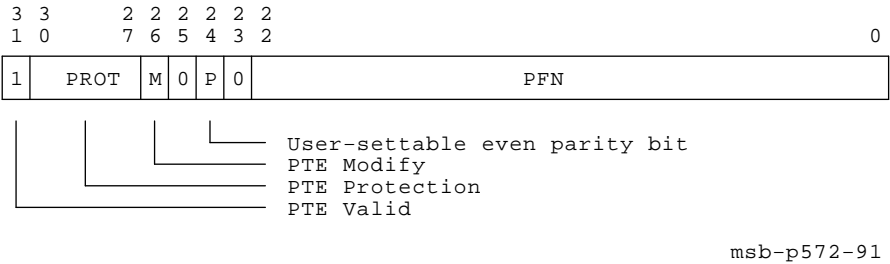 3 3 2 2 2 2 2 2
1 0 7 6 5 4 3 2 0
1 PROT M 0 P 0 PFN
User-settable even parity bit
PTE Modify
PTE Protection
PTE Valid
msb-p572-91